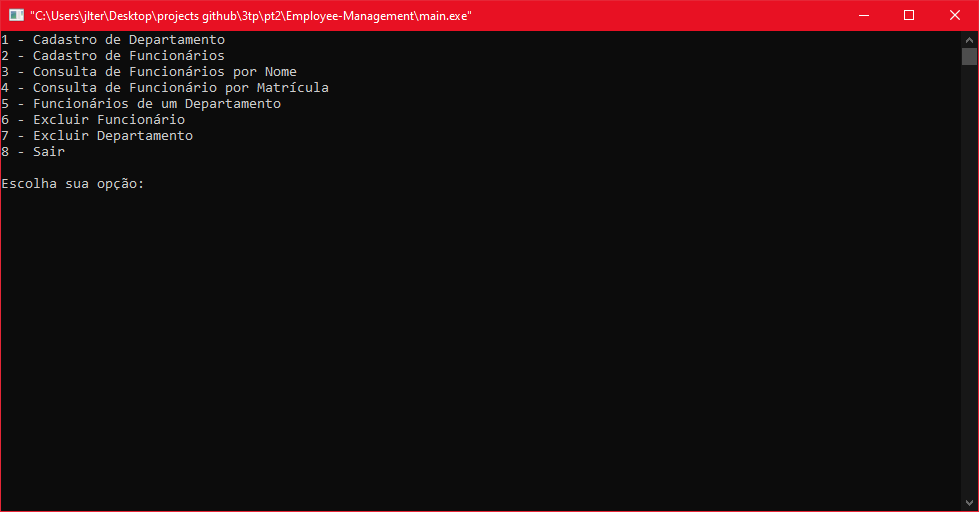 "C:\Users\jlter\Desktop\projects github\3tp\pt2\Employee-Management\main.exe"
1 - Cadastro de Departamento
2 - Cadastro de Funcionários
3 - Consulta de Funcionários por Nome
4 - Consulta de Funcionário por Matrícula
5 - Funcionários de um Departamento
6 - Excluir Funcionário
7 - Excluir Departamento
8 - Sair
Escolha sua opção: